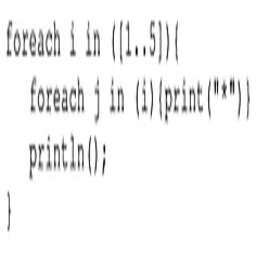 foreach i in ([1..5]){
foreach j in (i){print("*")}
println();
}